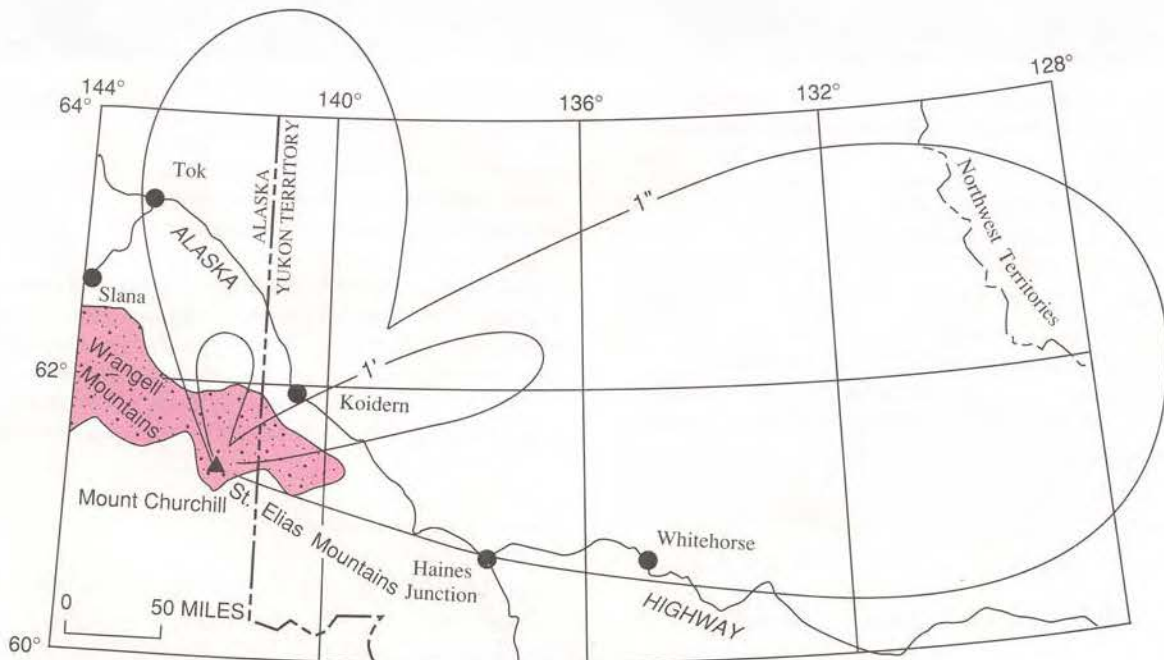 144°
64°
140°
136°
132°
128°
Tok
ALASKA
YUKON TERRITORY
ALASKA
1"
Northwest Territories
Slana
62°
Wrangell
Mountains
1'
Koidern
Mount Churchill
St. Elias Mountains
Haines
Junction
Whitehorse
HIGHWAY
0
50 MILES
60°